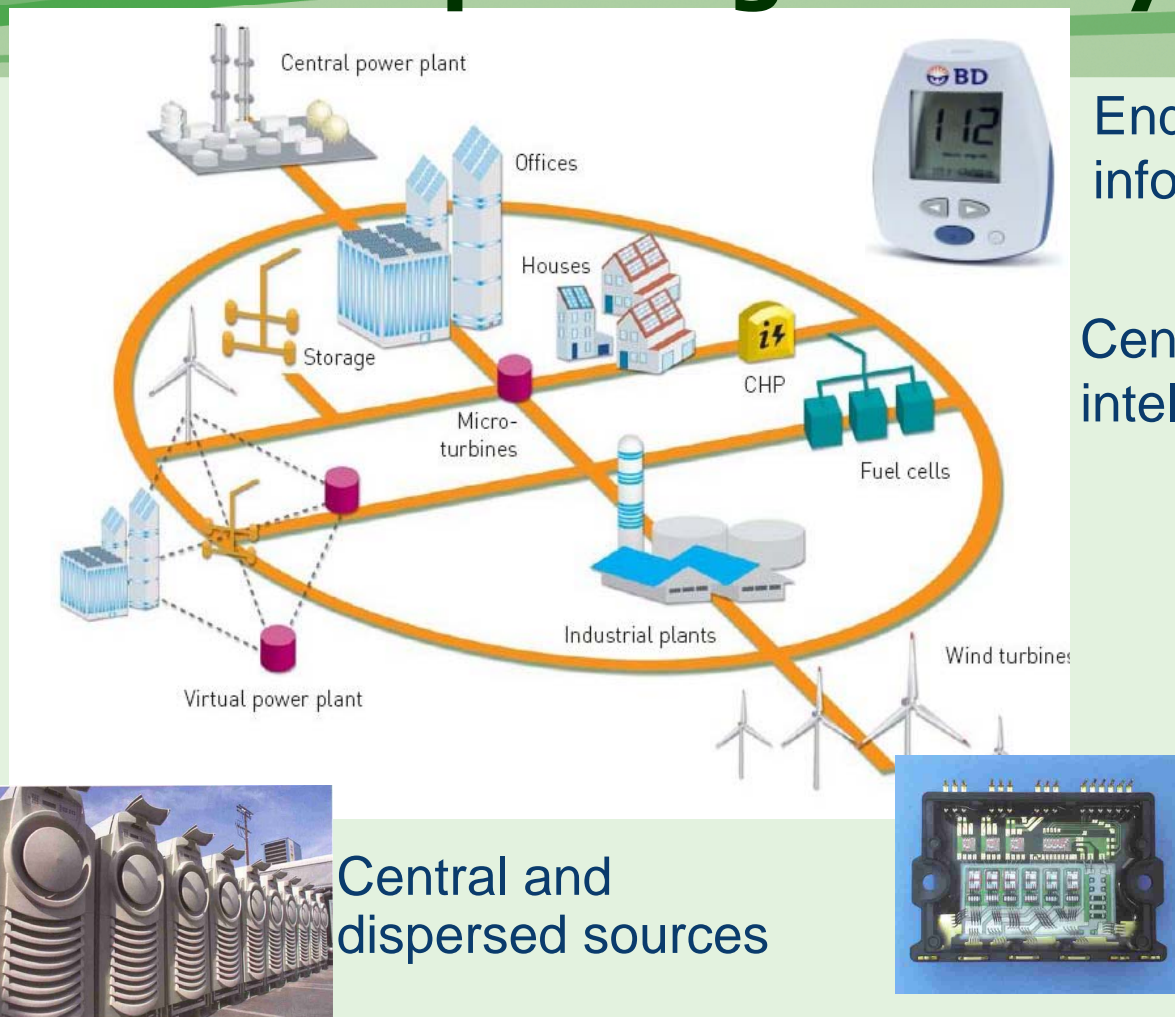 Central power plant
BD
112
Offices
Houses
Storage
CHP
Micro-
turbines
Fuel cells
Industrial plants
Wind turbines
Virtual power plant
Central and
dispersed sources